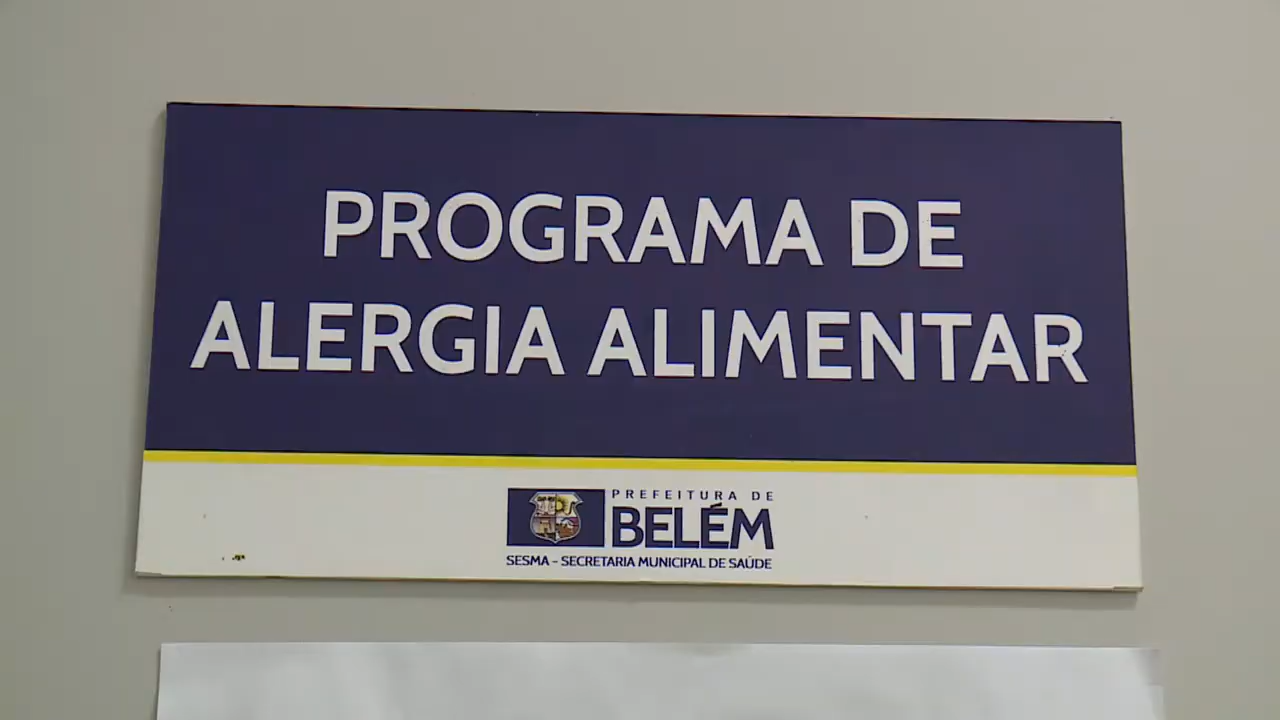 PROGRAMA DE
ALERGIA ALIMENTAR
PREFEITURA DE
BELÉM
SESMA - SECRETARIA MUNICIPAL DE SAÚDE